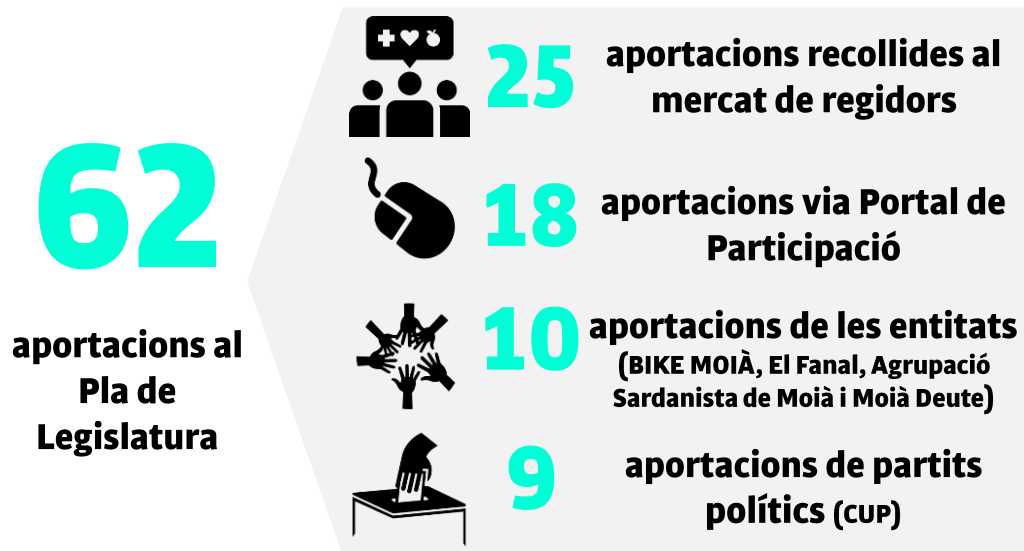 62
aportacions al
Pla de
Legislatura
25
aportacions recollides al
mercat de regidors
18
aportacions via Portal de
Participació
10
aportacions de les entitats
(BIKE MOIÀ, El Fanal, Agrupació
Sardanista de Moià i Moià Deute)
9
aportacions de partits
polítics (CUP)